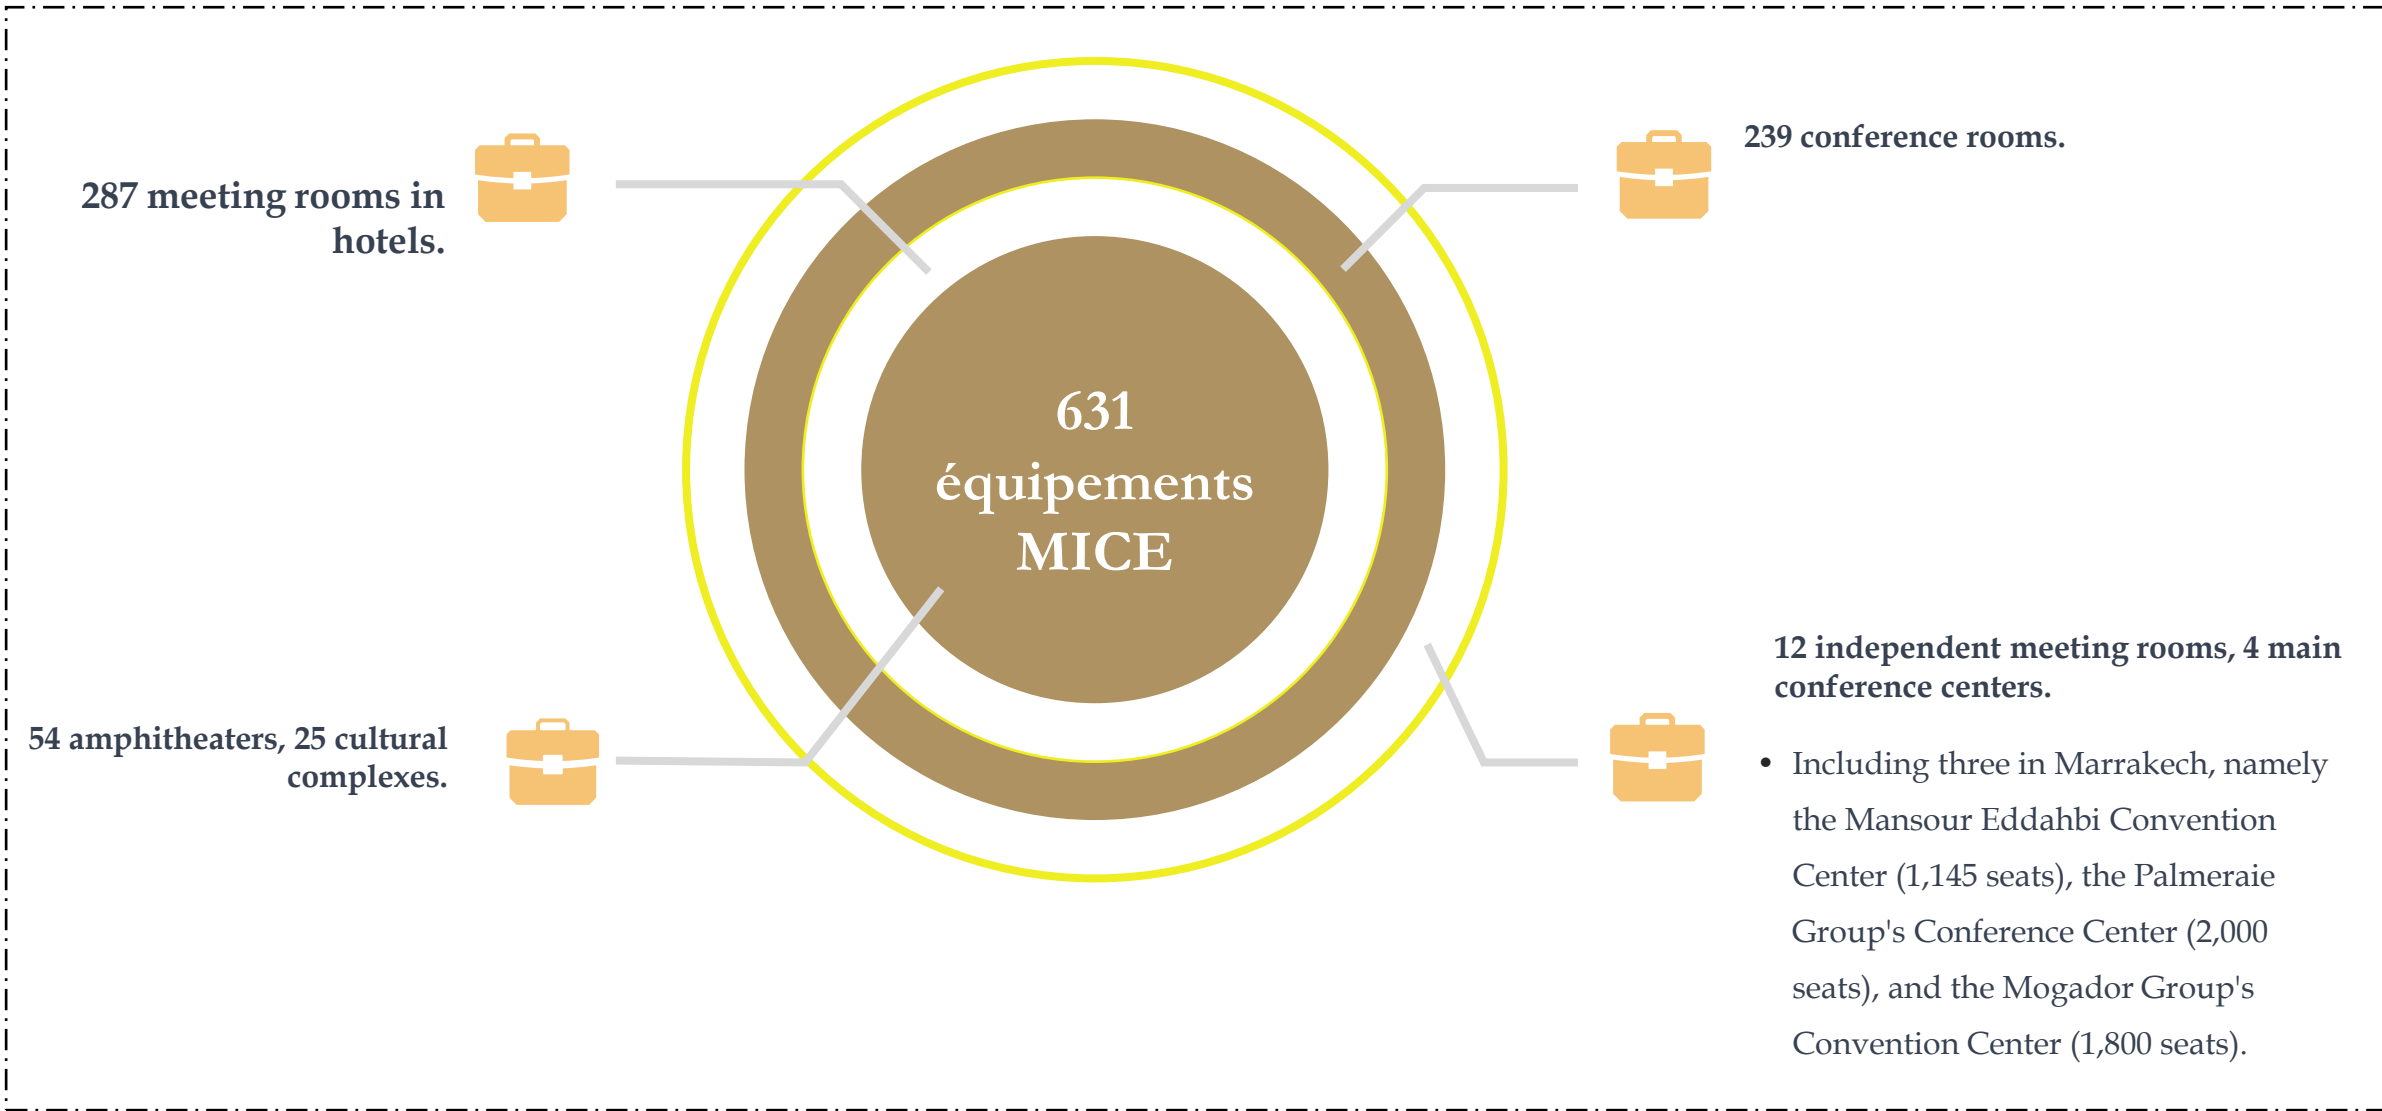 287 meeting rooms in
hotels.
239 conference rooms.
631
équipements
MICE
54 amphitheaters, 25 cultural
complexes.
12 independent meeting rooms, 4 main
conference centers.
• Including three in Marrakech, namely
the Mansour Eddahbi Convention
Center (1,145 seats), the Palmeraie
Group's Conference Center (2,000
seats), and the Mogador Group's
Convention Center (1,800 seats).